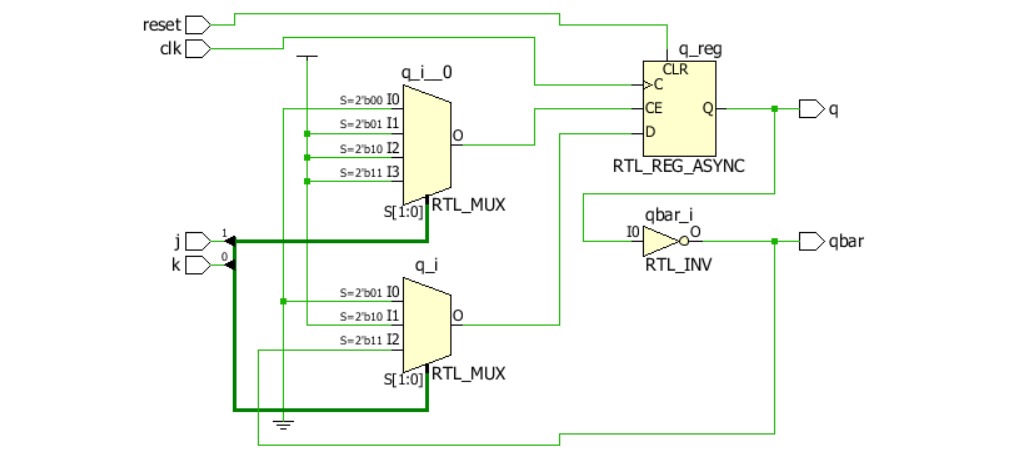 reset
clk
q_i__0
S=2'b00 I0
S=2'b01 I1
S=2'b10 I2
S=2'b11 I3
O
S[1:0]
RTL_MUX
q_reg
CLR
C
CE
D
Q
RTL_REG_ASYNC
q
j
1
k
0
q_i
S=2'b01 I0
S=2'b10 I1
S=2'b11 I2
O
S[1:0]
RTL_MUX
qbar_i
I0
O
RTL_INV
qbar